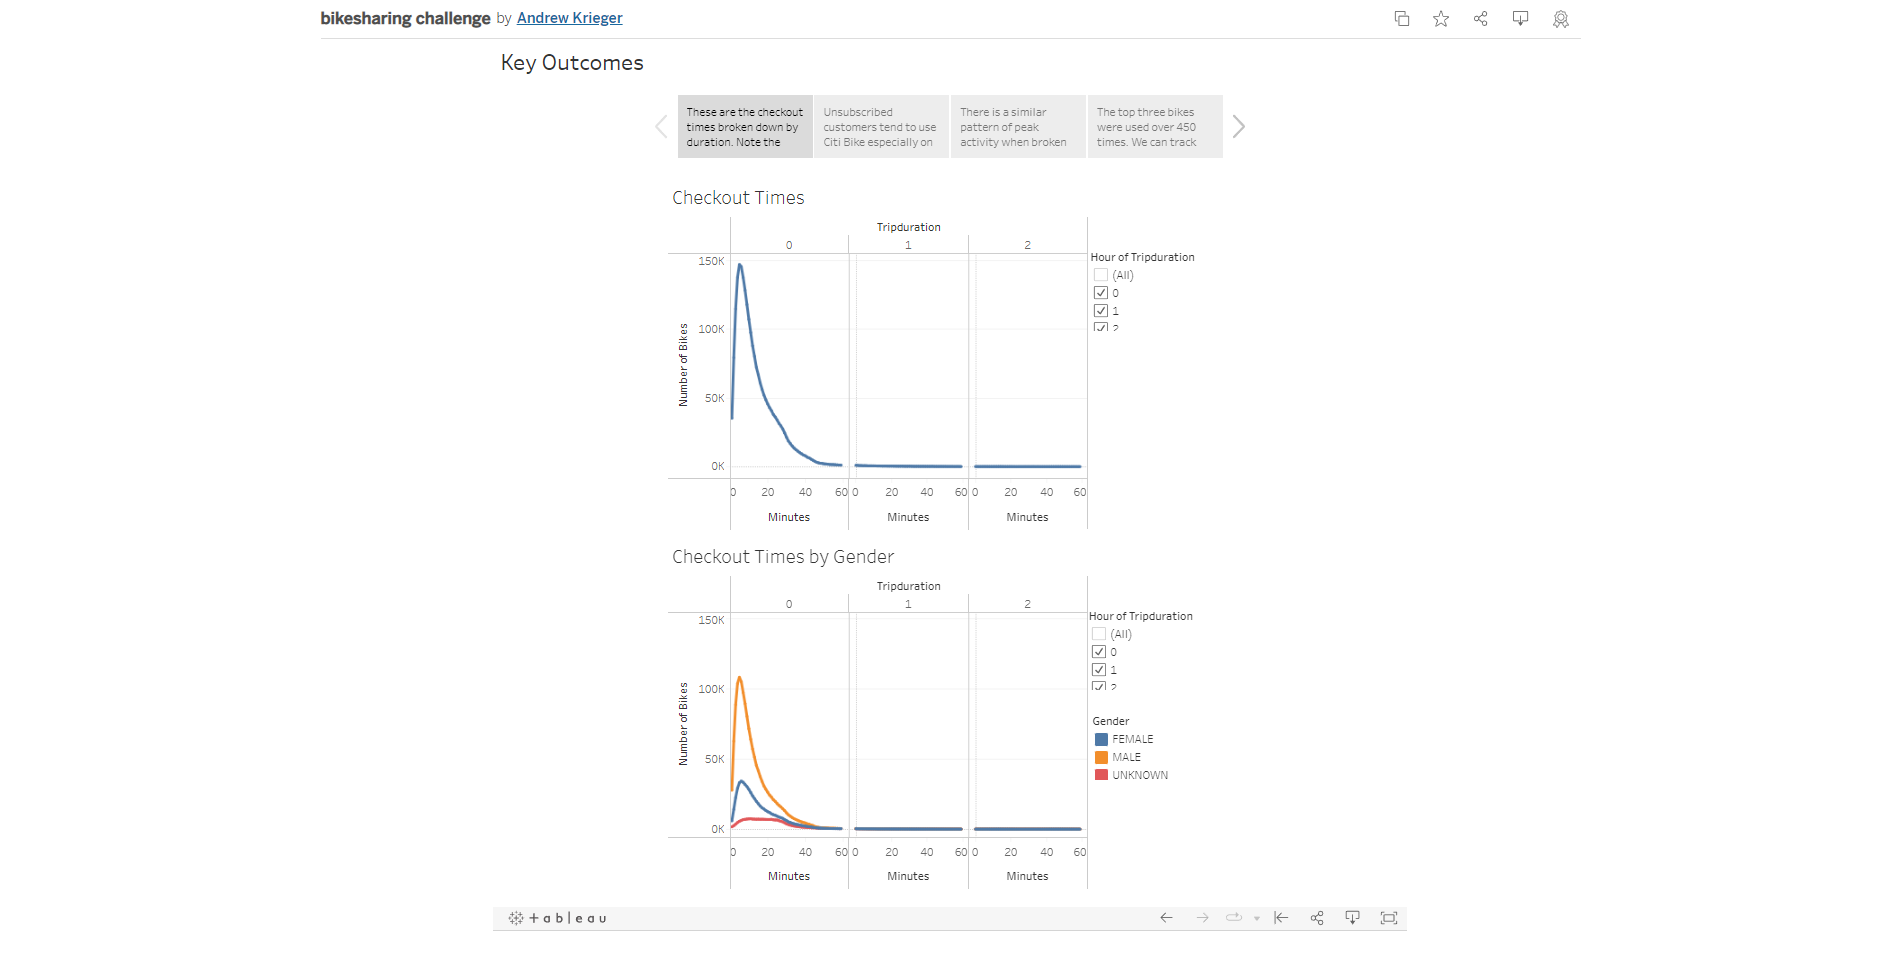 bikesharing challenge by Andrew Krieger
Key Outcomes
These are the checkout
times broken down by
duration. Note the
Unsubscribed
customers tend to use
Citi Bike especially on
There is a similar
pattern of peak
activity when broken
The top three bikes
were used over 450
times. We can track
Checkout Times
Tripduration
0 1 2
150K
100K
50K
0K
Number of Bikes
0 20 40 60 0 20 40 60 0 20 40 60
Minutes Minutes Minutes
Hour of Tripduration
(All)
0
1
2
Checkout Times by Gender
Tripduration
0 1 2
150K
100K
50K
0K
Number of Bikes
0 20 40 60 0 20 40 60 0 20 40 60
Minutes Minutes Minutes
Hour of Tripduration
(All)
0
1
2
Gender
FEMALE
MALE
UNKNOWN
+ableau